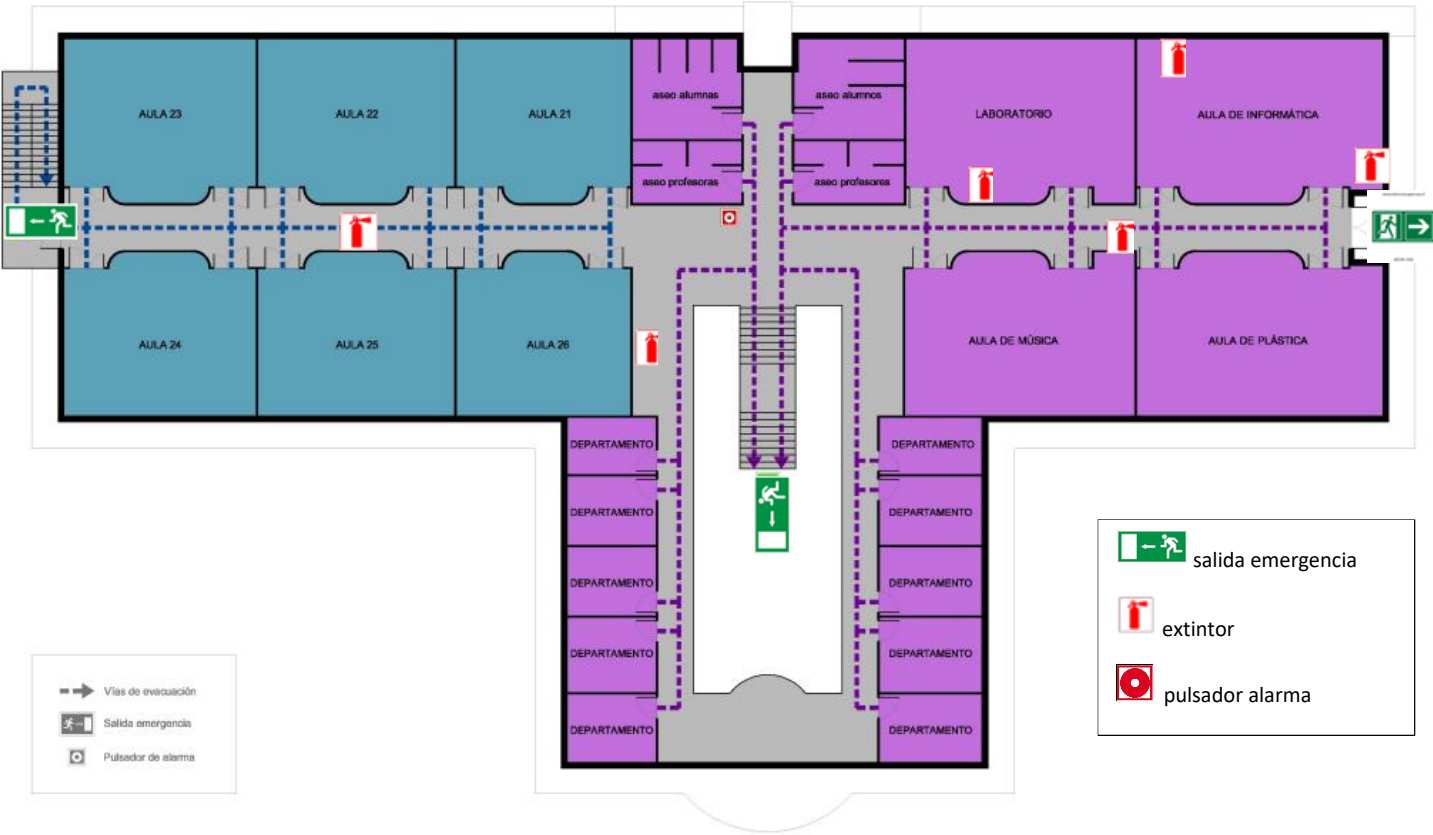 AULA 23
AULA 22
AULA 21
aseo alumnas
aseo alumnos
LABORATORIO
AULA DE INFORMÁTICA
aseo profesoras
aseo profesores
AULA 24
AULA 25
AULA 26
AULA DE MÚSICA
AULA DE PLÁSTICA
DEPARTAMENTO
DEPARTAMENTO
DEPARTAMENTO
DEPARTAMENTO
DEPARTAMENTO
DEPARTAMENTO
DEPARTAMENTO
DEPARTAMENTO
DEPARTAMENTO
DEPARTAMENTO
salida emergencia
extintor
pulsador alarma
Vías de evacuación
Salida emergencia
Pulsador de alarma